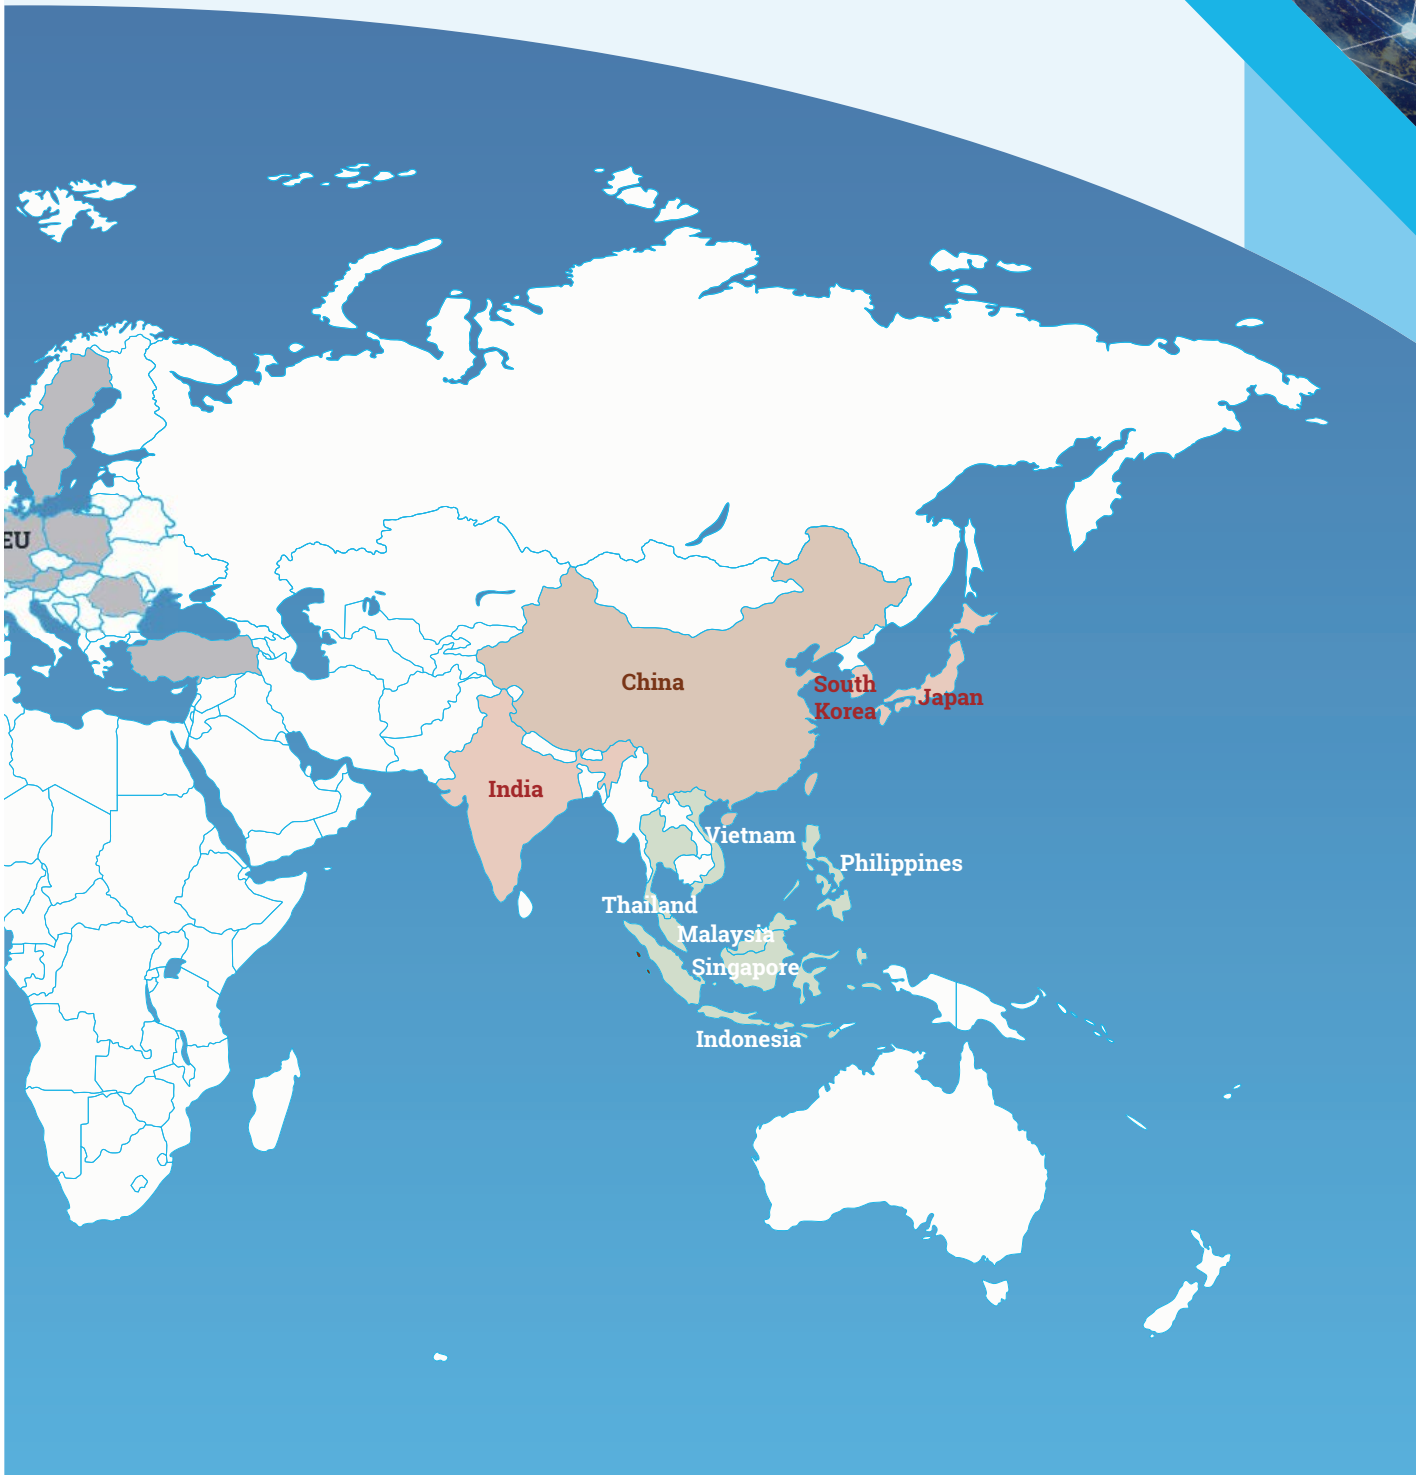 EU
China
South
Korea
Japan
India
Vietnam
Philippines
Thailand
Malaysia
Singapore
Indonesia